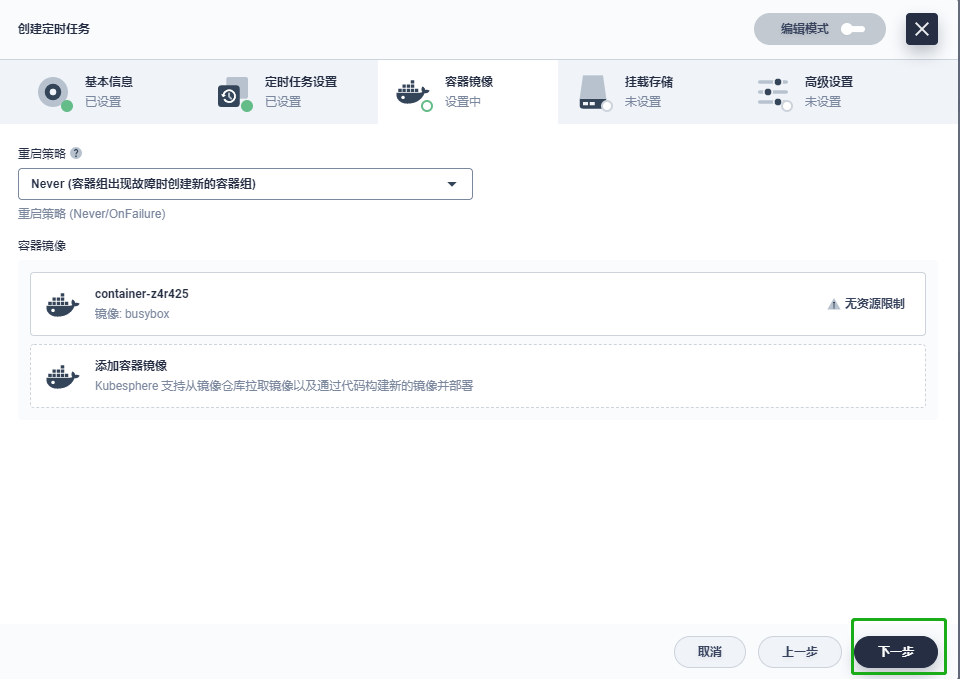 创建定时任务
编辑模式
基本信息
已设置
定时任务设置
已设置
容器镜像
设置中
挂载存储
未设置
高级设置
未设置
重启策略 ?
Never (容器组出现故障时创建新的容器组)
重启策略 (Never/OnFailure)
容器镜像
container-z4r425
镜像: busybox
无资源限制
添加容器镜像
Kubesphere 支持从镜像仓库拉取镜像以及通过代码构建新的镜像并部署
取消
上一步
下一步